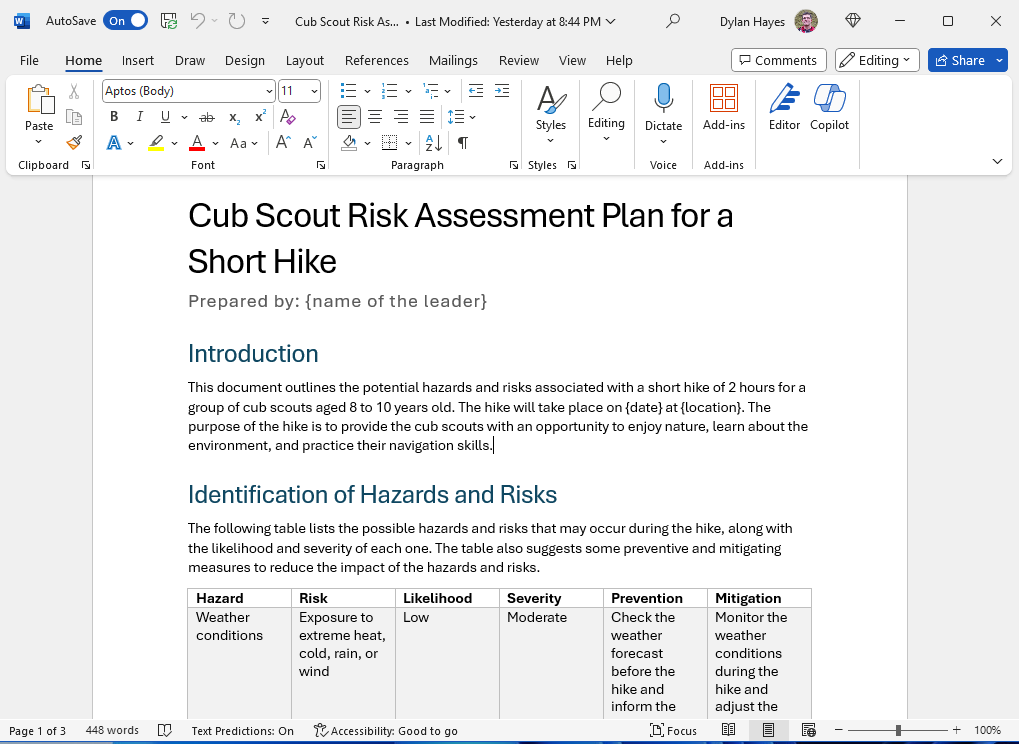 AutoSave On Cub Scout Risk As... • Last Modified: Yesterday at 8:44 PM Dylan Hayes
File Home Insert Draw Design Layout References Mailings Review View Help Comments Editing Share
Aptos (Body) 11
Paste Styles Editing Dictate Add-ins Editor Copilot
Clipboard Font Paragraph Styles Voice Add-ins
Cub Scout Risk Assessment Plan for a
Short Hike
Prepared by: {name of the leader}
Introduction
This document outlines the potential hazards and risks associated with a short hike of 2 hours for a
group of cub scouts aged 8 to 10 years old. The hike will take place on {date} at {location}. The
purpose of the hike is to provide the cub scouts with an opportunity to enjoy nature, learn about the
environment, and practice their navigation skills.
Identification of Hazards and Risks
The following table lists the possible hazards and risks that may occur during the hike, along with
the likelihood and severity of each one. The table also suggests some preventive and mitigating
measures to reduce the impact of the hazards and risks.
Hazard Risk Likelihood Severity Prevention Mitigation
Weather Exposure to Low Moderate Check the Monitor the
conditions extreme heat, weather weather
cold, rain, or forecast conditions
wind before the during the
hike and hike and
inform the adjust the
Page 1 of 3 448 words Text Predictions: On Accessibility: Good to go Focus 100%